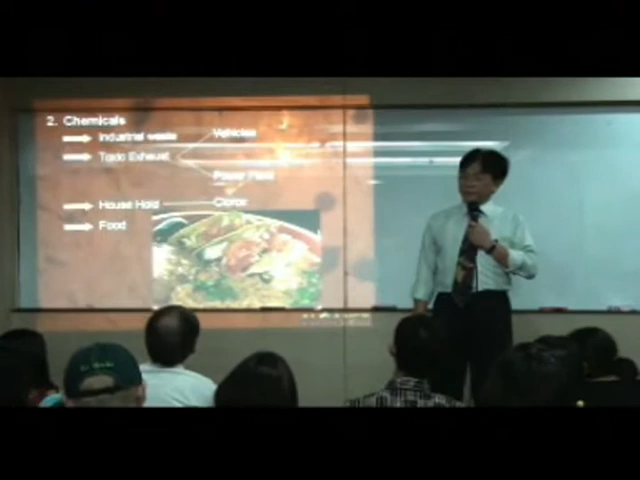 2. Chemicals
Industrial waste
Vehicles
Toxic Exhaust
Power Plant
House Hold
Clorox
Food